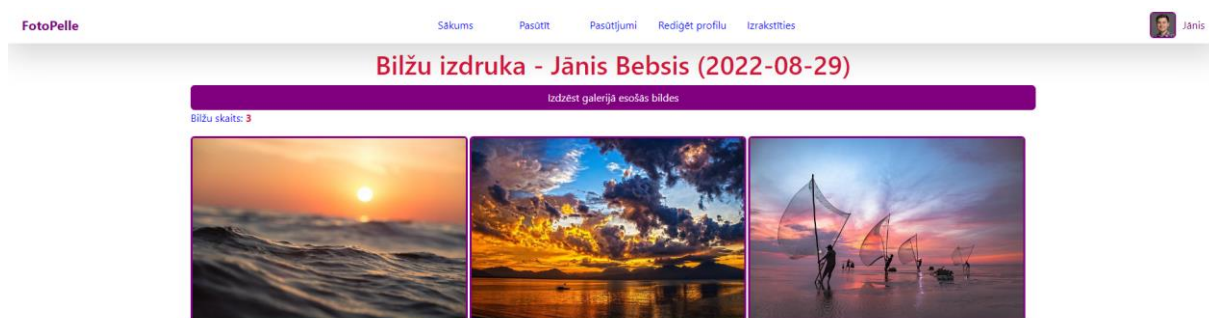 FotoPelle Sākums Pasūtīt Pasūtījumi Rediģēt profilu Izrakstīties Jānis
Bilžu izdruka - Jānis Bebsis (2022-08-29)
Izdzēst galerijā esošās bildes
Bilžu skaits: 3